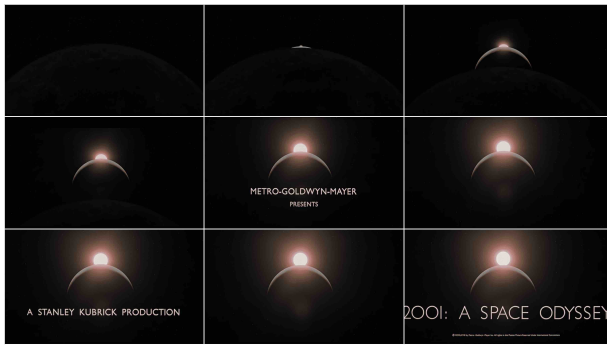 METRO-GOLDWYN-MAYER
PRESENTS
A STANLEY KUBRICK PRODUCTION
2001: A SPACE ODYSSEY